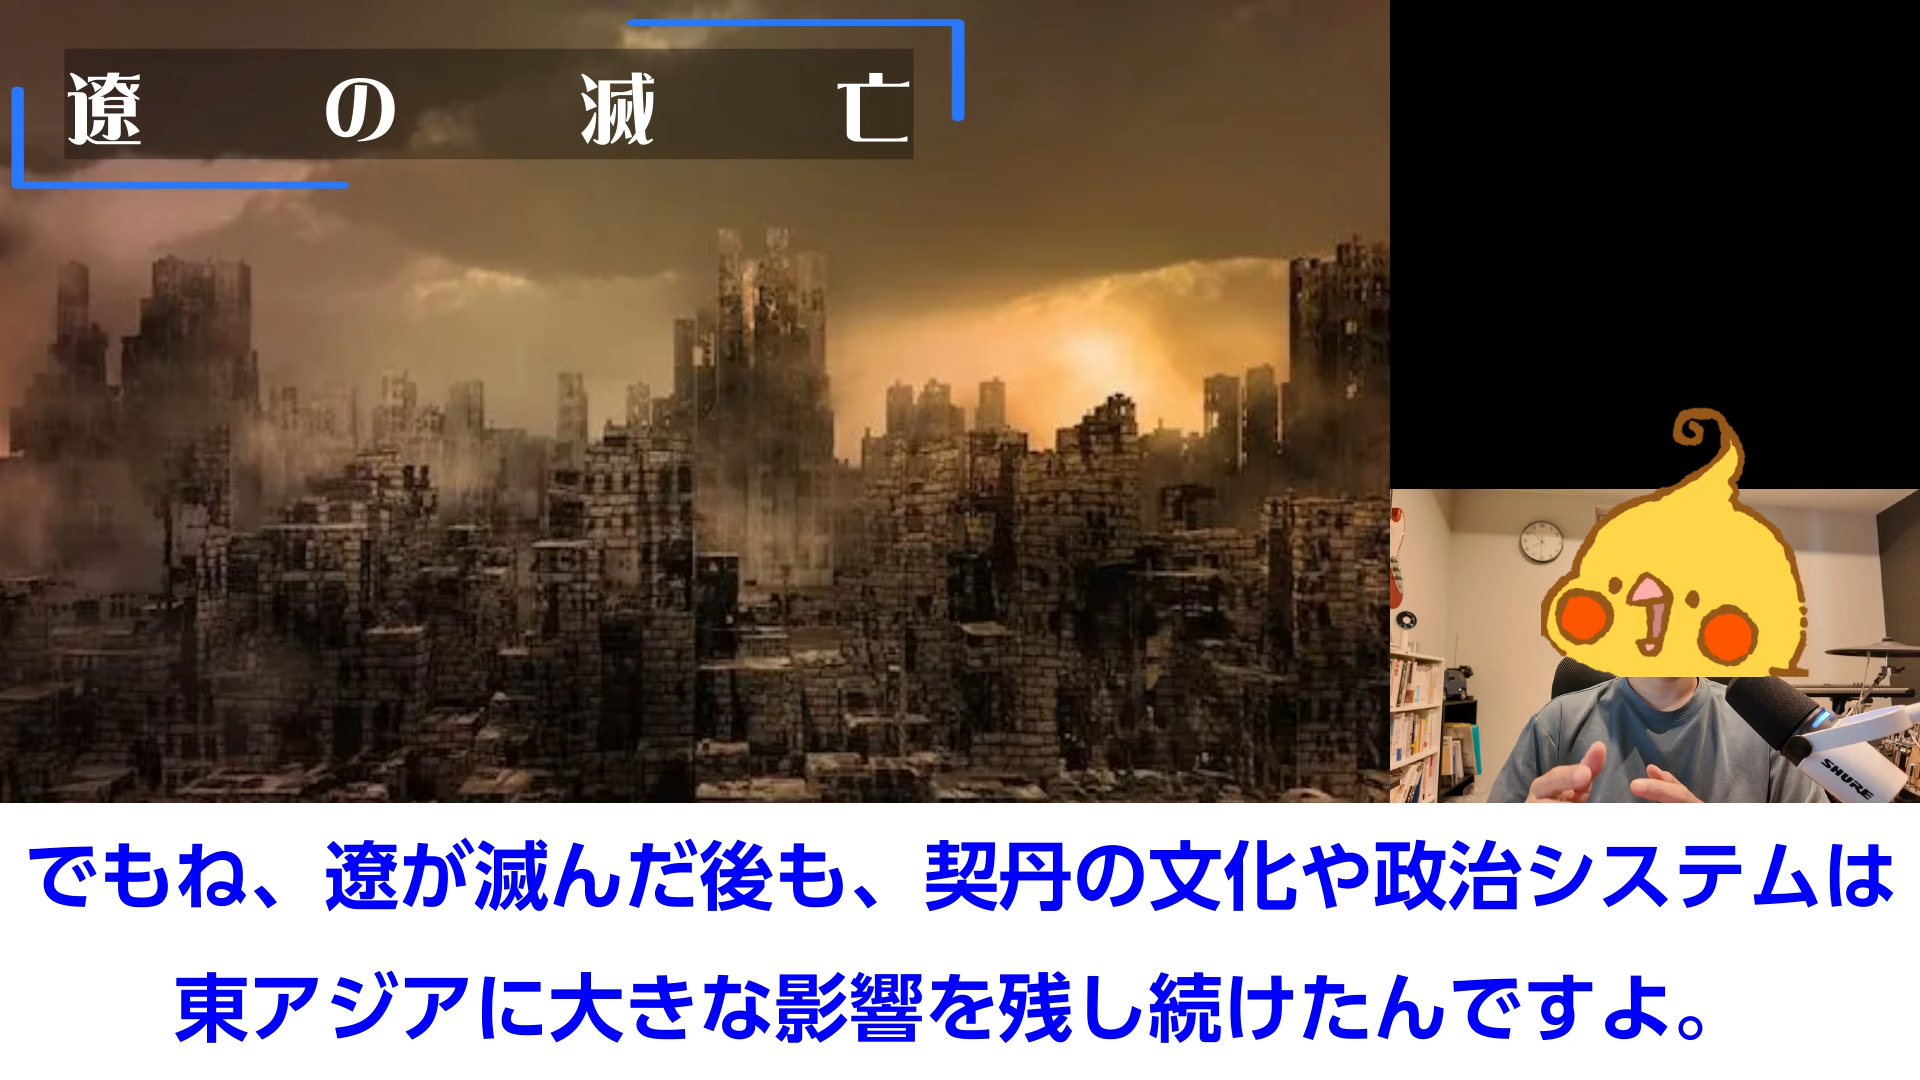 遼の滅亡
SHURE
でもね、遼が滅んだ後も、契丹の文化や政治システムは
東アジアに大きな影響を残し続けたんですよ。